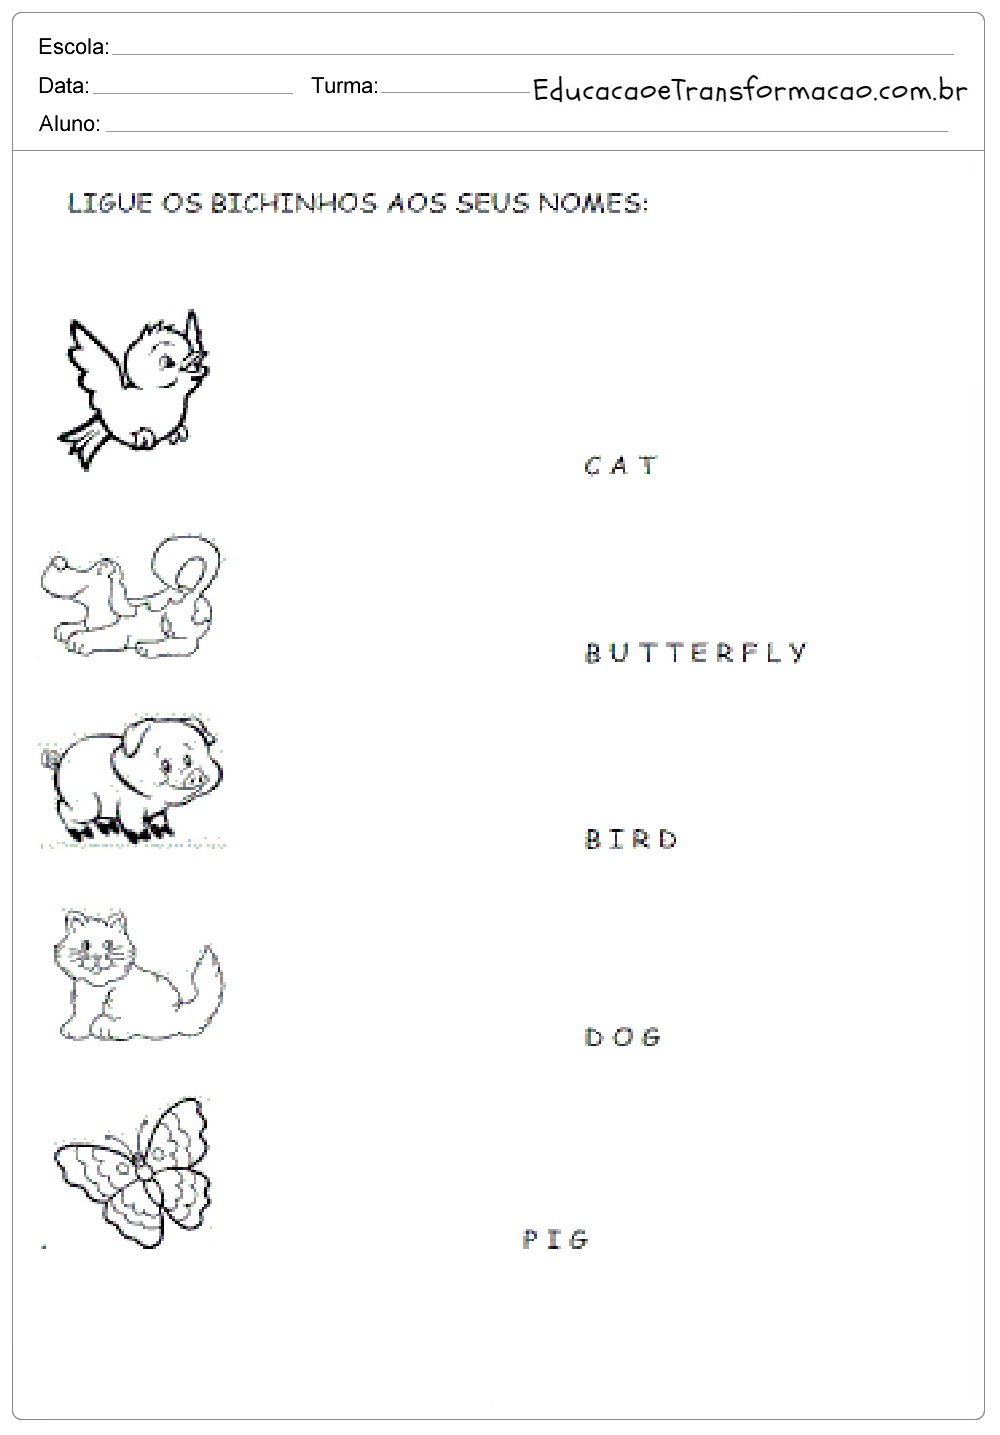 Escola:
Data: Turma: EducacaoeTransformacao.com.br
Aluno:
LIGUE OS BICHINHOS AOS SEUS NOMES:
CAT
BUTTERFLY
BIRD
DOG
PIG